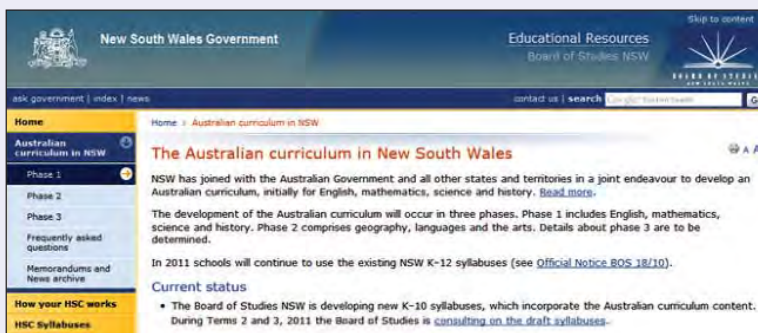 Skip to content
New South Wales Government
Educational Resources
Board of Studies NSW
BOARD OF STUDIES
NEW SOUTH WALES
ask government | index | news
contact us | search
Home
Home > Australian curriculum in NSW
Australian curriculum in NSW
The Australian curriculum in New South Wales
A A
Phase 1
NSW has joined with the Australian Government and all other states and territories in a joint endeavour to develop an
Australian curriculum, initially for English, mathematics, science and history. Read more.
Phase 2
Phase 3
The development of the Australian curriculum will occur in three phases. Phase 1 includes English, mathematics,
science and history. Phase 2 comprises geography, languages and the arts. Details about phase 3 are to be
determined.
Frequently asked
questions
Memorandums and
News archive
In 2011 schools will continue to use the existing NSW K–12 syllabuses (see Official Notice BOS 18/10).
Current status
How your HSC works
• The Board of Studies NSW is developing new K–10 syllabuses, which incorporate the Australian curriculum content.
During Terms 2 and 3, 2011 the Board of Studies is consulting on the draft syllabuses.
HSC Syllabuses